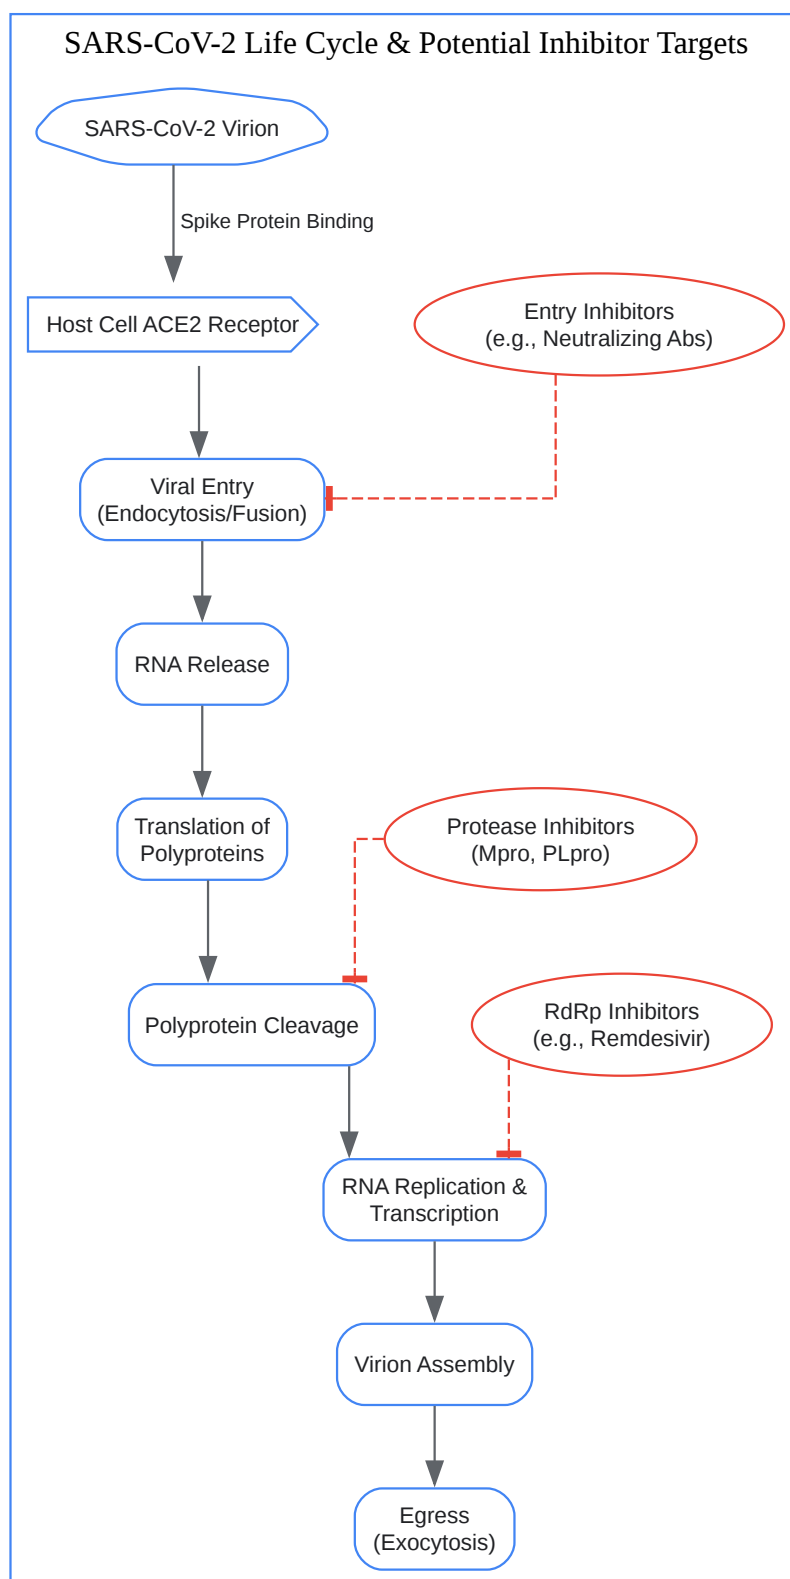 SARS-CoV-2 Life Cycle & Potential Inhibitor Targets
SARS-CoV-2 Virion
Spike Protein Binding
Host Cell ACE2 Receptor
Entry Inhibitors
(e.g., Neutralizing Abs)
Viral Entry
(Endocytosis/Fusion)
RNA Release
Translation of
Polyproteins
Protease Inhibitors
(Mpro, PLpro)
Polyprotein Cleavage
RdRp Inhibitors
(e.g., Remdesivir)
RNA Replication &
Transcription
Virion Assembly
Egress
(Exocytosis)